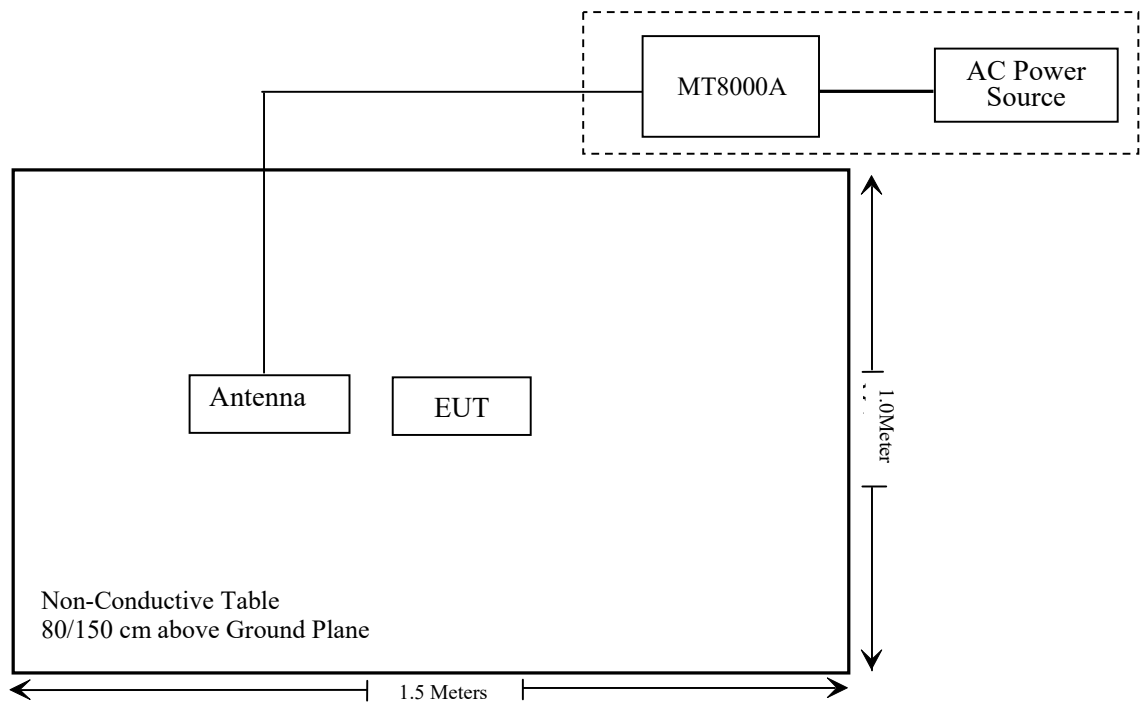 MT8000A
AC Power
Source
Antenna
EUT
1.0Meter
Non-Conductive Table
80/150 cm above Ground Plane
1.5 Meters